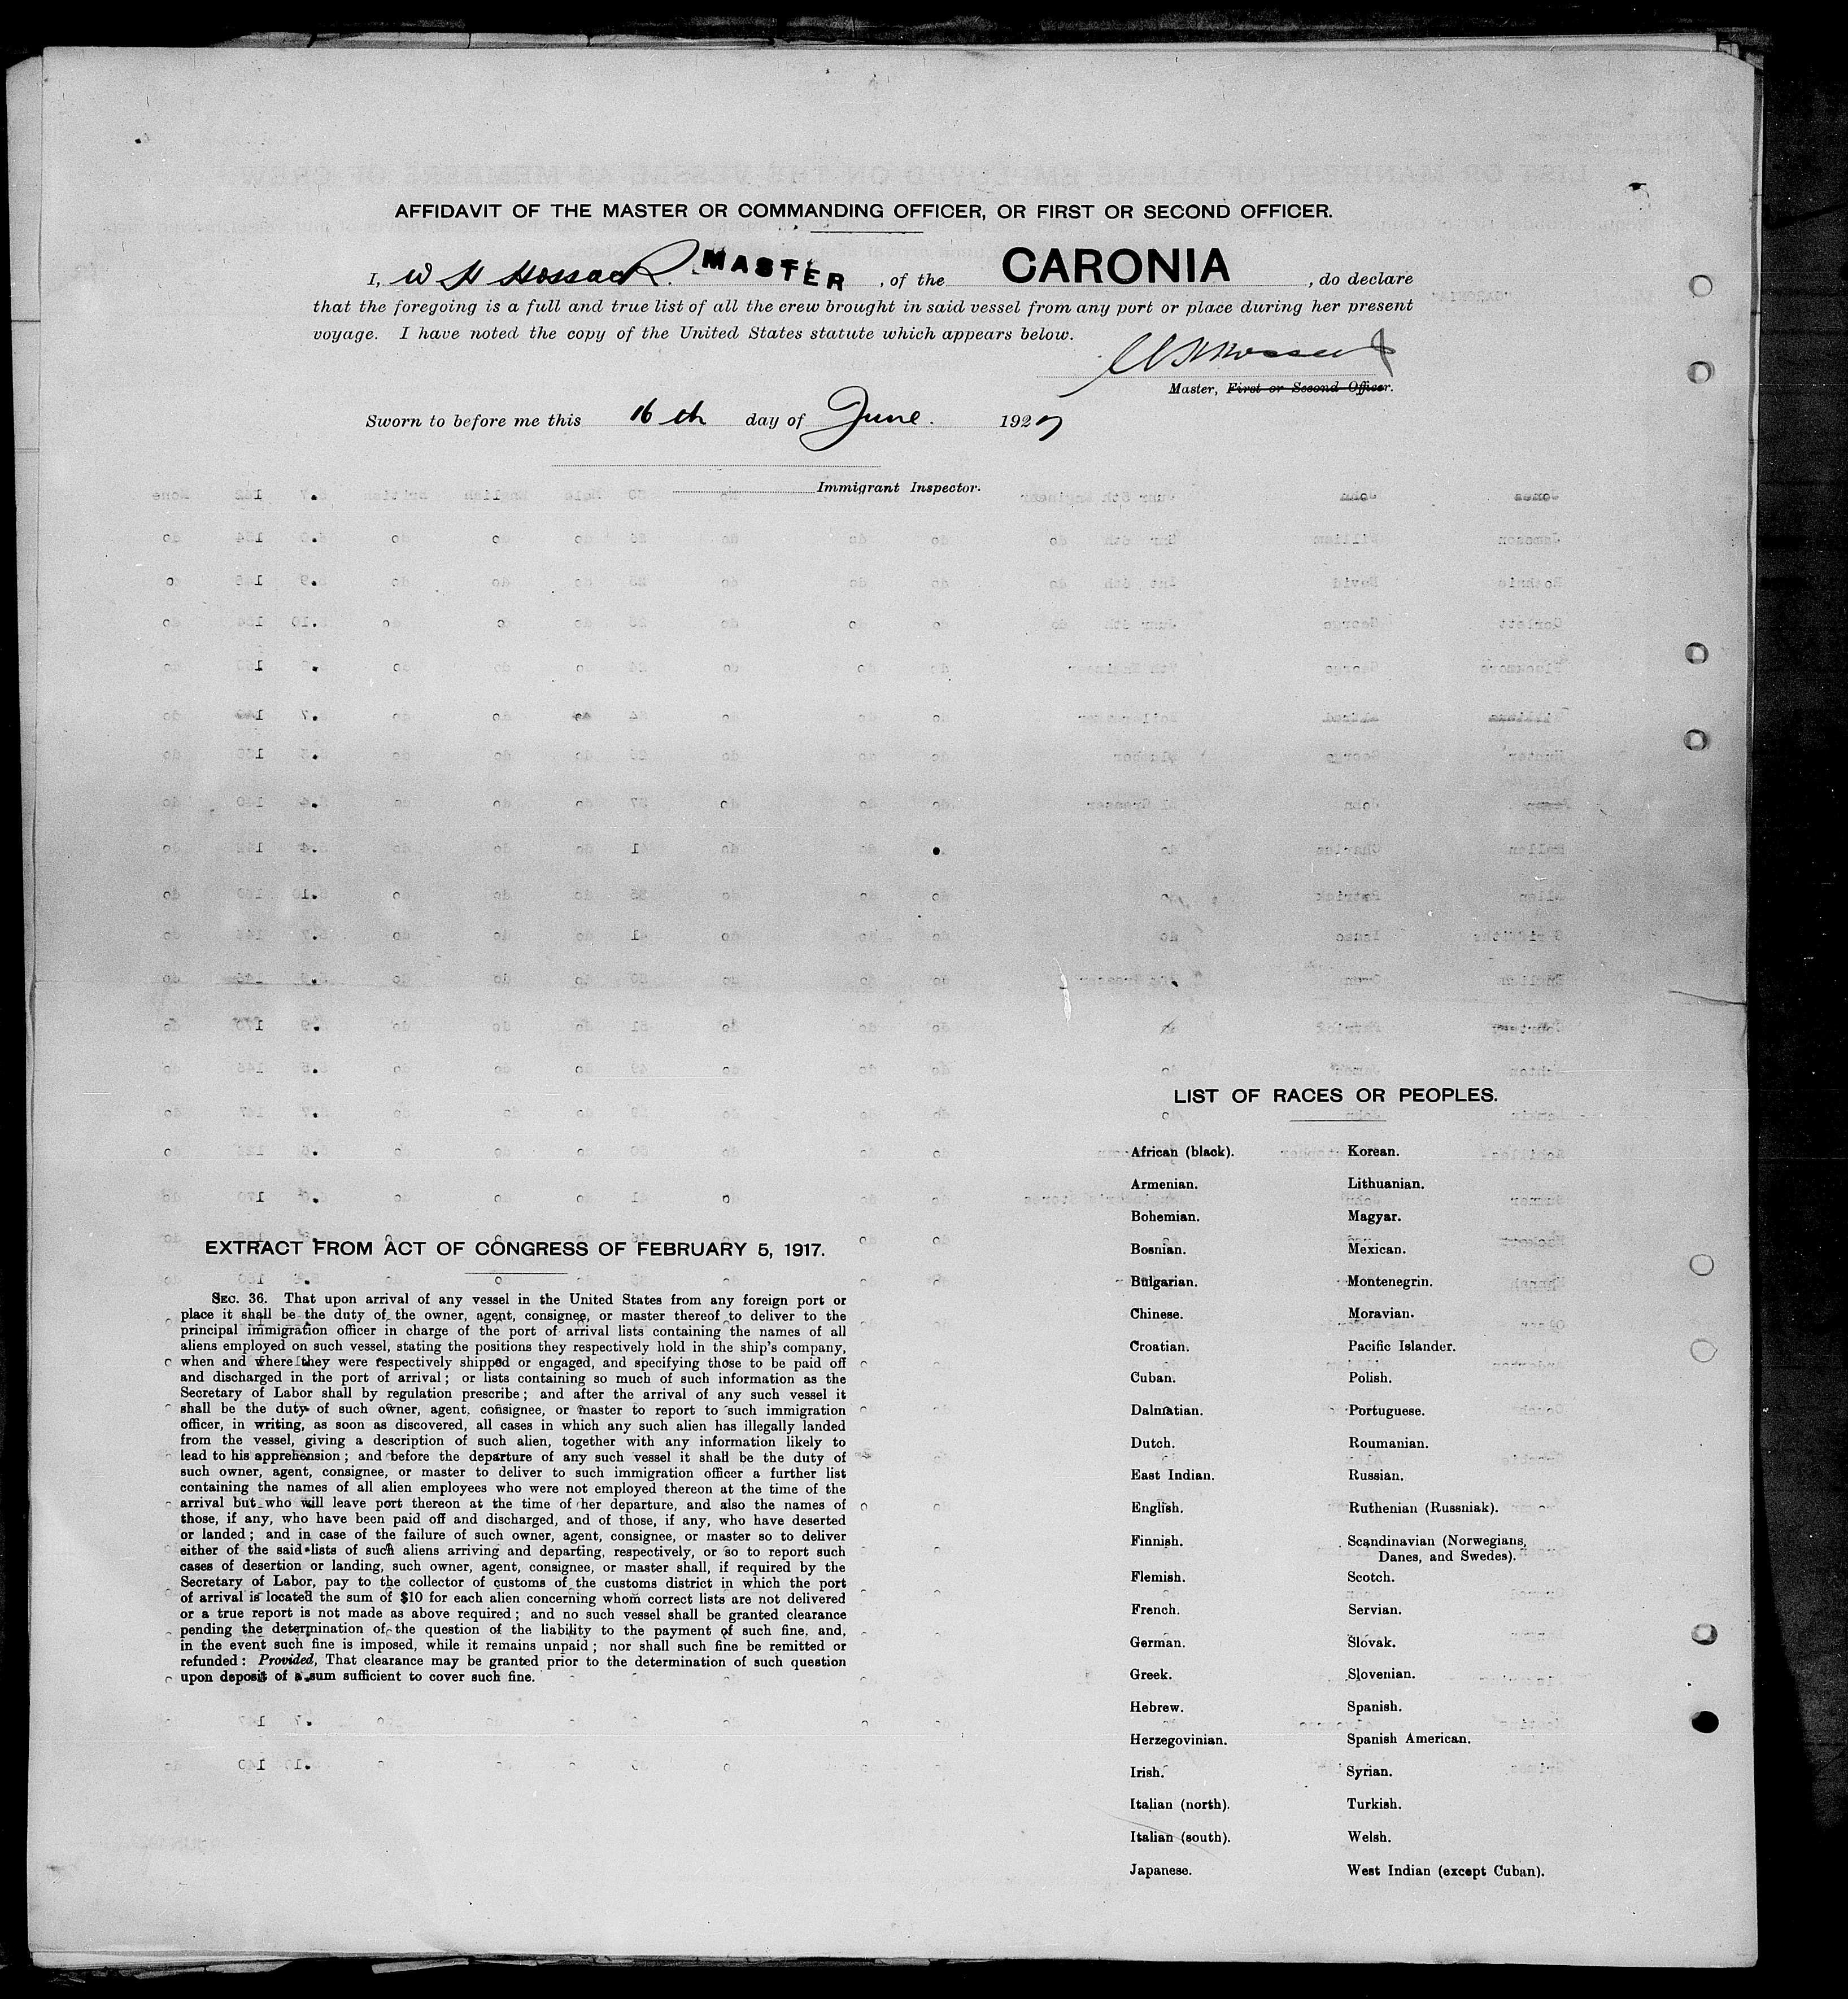 AFFIDAVIT OF THE MASTER OR COMMANDING OFFICER, OR FIRST OR SECOND OFFICER.
I, W H Hossack. MASTER, of the CARONIA, do declare
that the foregoing is a full and true list of all the crew brought in said vessel from any port or place during her present
voyage. I have noted the copy of the United States statute which appears below.
W H Hossack
Master, First or Second Officer.
Sworn to before me this 16th day of June. 1927
Immigrant Inspector.
LIST OF RACES OR PEOPLES.
African (black).
Armenian.
Bohemian.
Bosnian.
Bulgarian.
Chinese.
Croatian.
Cuban.
Dalmatian.
Dutch.
East Indian.
English.
Finnish.
Flemish.
French.
German.
Greek.
Hebrew.
Herzegovinian.
Irish.
Italian (north).
Italian (south).
Japanese.
Korean.
Lithuanian.
Magyar.
Mexican.
Montenegrin.
Moravian.
Pacific Islander.
Polish.
Portuguese.
Roumanian.
Russian.
Ruthenian (Russniak).
Scandinavian (Norwegians,
Danes, and Swedes).
Scotch.
Servian.
Slovak.
Slovenian.
Spanish.
Spanish American.
Syrian.
Turkish.
Welsh.
West Indian (except Cuban).
EXTRACT FROM ACT OF CONGRESS OF FEBRUARY 5, 1917.
SEC. 36. That upon arrival of any vessel in the United States from any foreign port or
place it shall be the duty of the owner, agent, consignee, or master thereof to deliver to the
principal immigration officer in charge of the port of arrival lists containing the names of all
aliens employed on such vessel, stating the positions they respectively hold in the ship's company,
when and where they were respectively shipped or engaged, and specifying those to be paid off
and discharged in the port of arrival; or lists containing so much of such information as the
Secretary of Labor shall by regulation prescribe; and after the arrival of any such vessel it
shall be the duty of such owner, agent, consignee, or master to report to such immigration
officer, in writing, as soon as discovered, all cases in which any such alien has illegally landed
from the vessel, giving a description of such alien, together with any information likely to
lead to his apprehension; and before the departure of any such vessel it shall be the duty of
such owner, agent, consignee, or master to deliver to such immigration officer a further list
containing the names of all alien employees who were not employed thereon at the time of the
arrival but who will leave port thereon at the time of her departure, and also the names of
those, if any, who have been paid off and discharged, and of those, if any, who have deserted
or landed; and in case of the failure of such owner, agent, consignee, or master so to deliver
either of the said lists of such aliens arriving and departing, respectively, or so to report such
cases of desertion or landing, such owner, agent, consignee, or master shall, if required by the
Secretary of Labor, pay to the collector of customs of the customs district in which the port
of arrival is located the sum of $10 for each alien concerning whom correct lists are not delivered
or a true report is not made as above required; and no such vessel shall be granted clearance
pending the determination of the question of the liability to the payment of such fine, and,
in the event such fine is imposed, while it remains unpaid; nor shall such fine be remitted or
refunded: Provided, That clearance may be granted prior to the determination of such question
upon deposit of a sum sufficient to cover such fine.